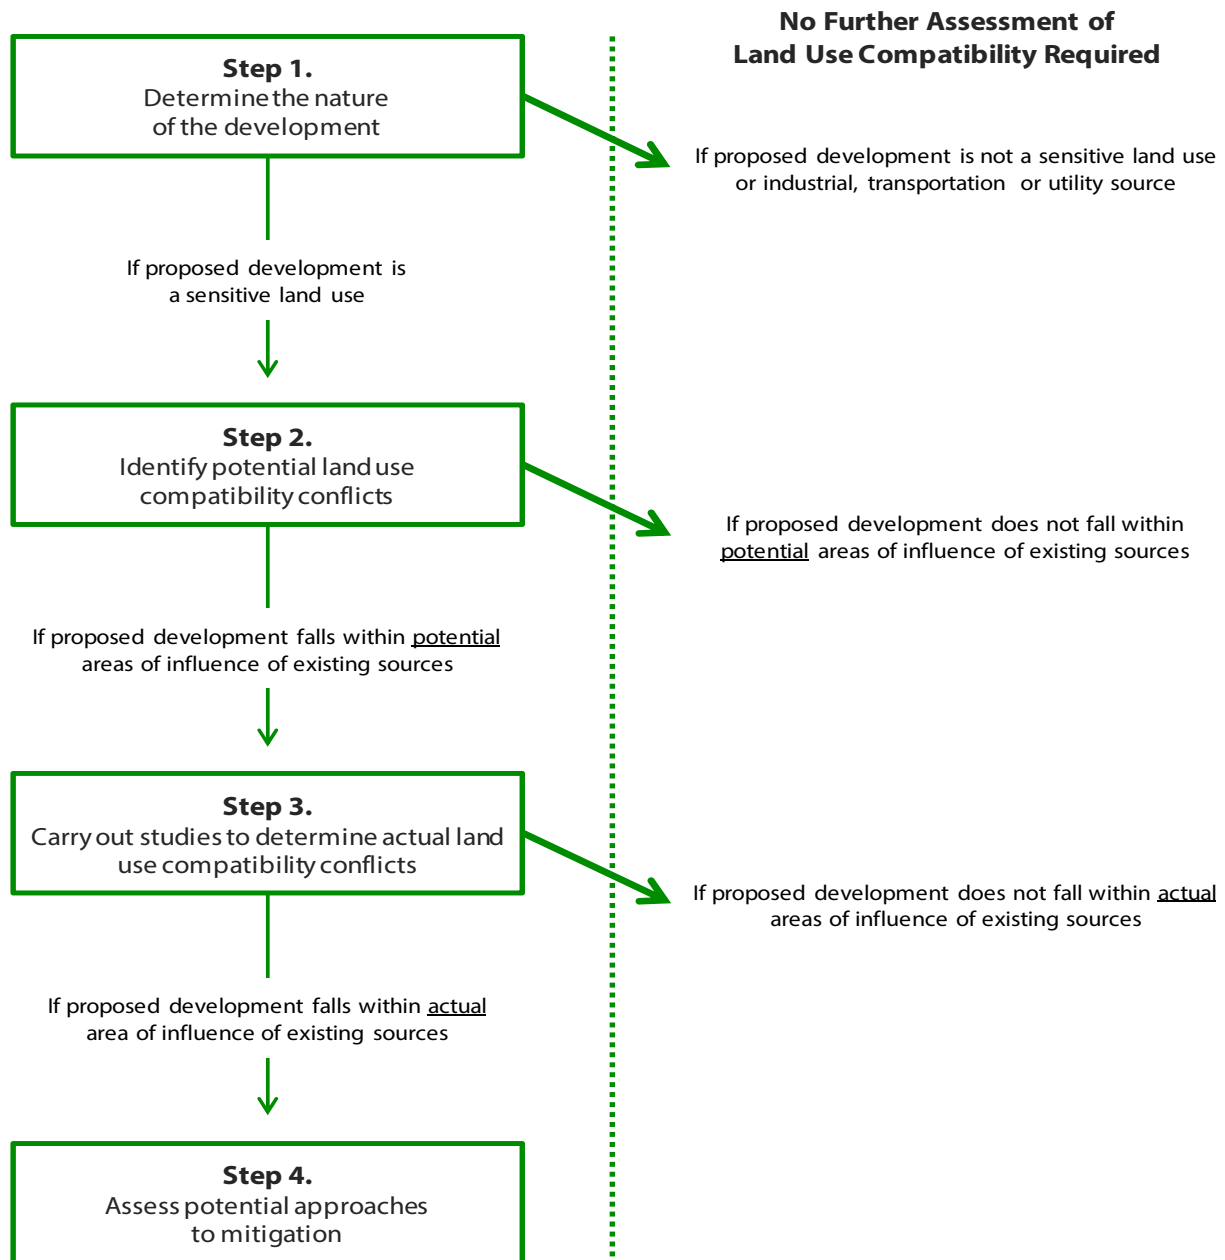 No Further Assessment of
Land Use Compatibility Required
Step 1.
Determine the nature
of the development
If proposed development is not a sensitive land use
or industrial, transportation or utility source
If proposed development is
a sensitive land use
Step 2.
Identify potential land use
compatibility conflicts
If proposed development does not fall within
potential areas of influence of existing sources
If proposed development falls within potential
areas of influence of existing sources
Step 3.
Carry out studies to determine actual land
use compatibility conflicts
If proposed development does not fall within actual
areas of influence of existing sources
If proposed development falls within actual
area of influence of existing sources
Step 4.
Assess potential approaches
to mitigation